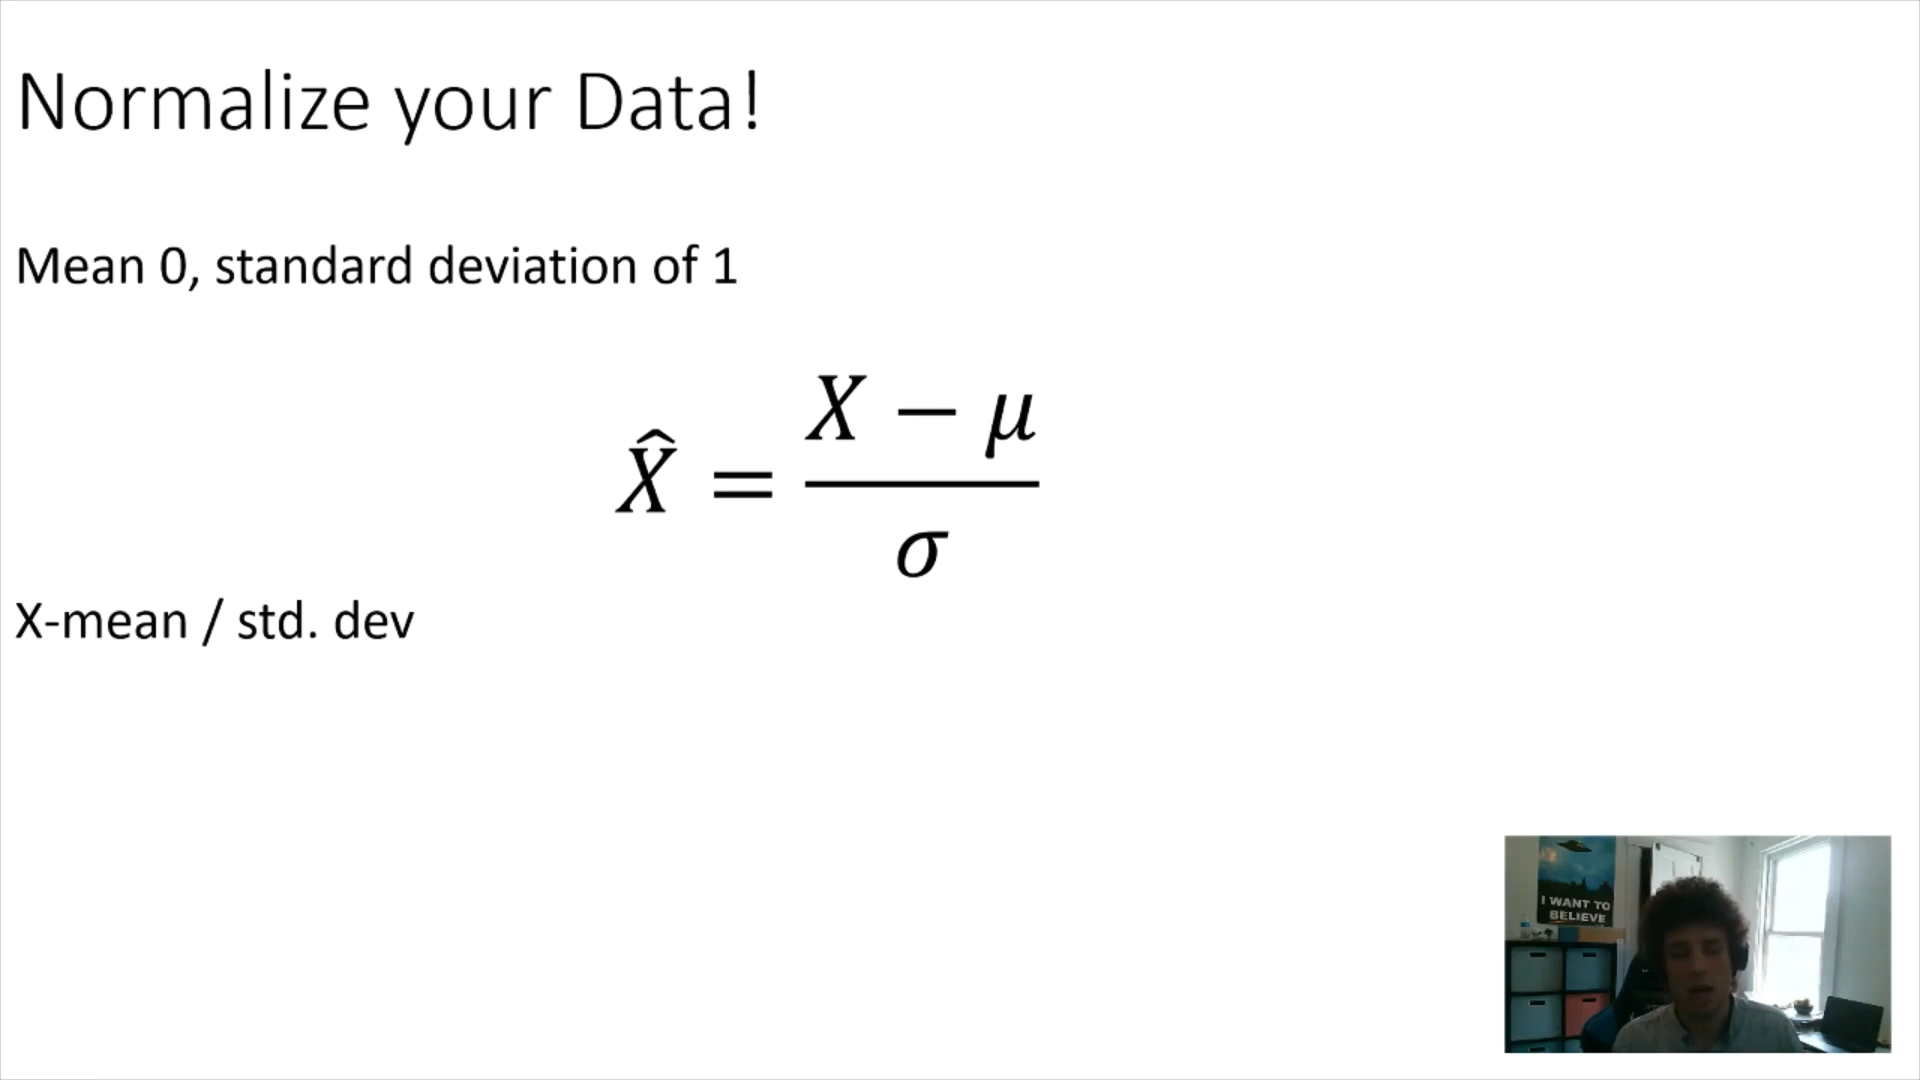 Normalize your Data!
Mean 0, standard deviation of 1
X̂ = (X − μ) / σ
X-mean / std. dev
I WANT TO
BELIEVE